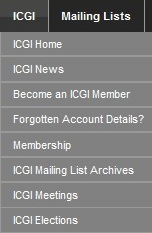 ICGI Mailing Lists
ICGI Home
ICGI News
Become an ICGI Member
Forgotten Account Details?
Membership
ICGI Mailing List Archives
ICGI Meetings
ICGI Elections